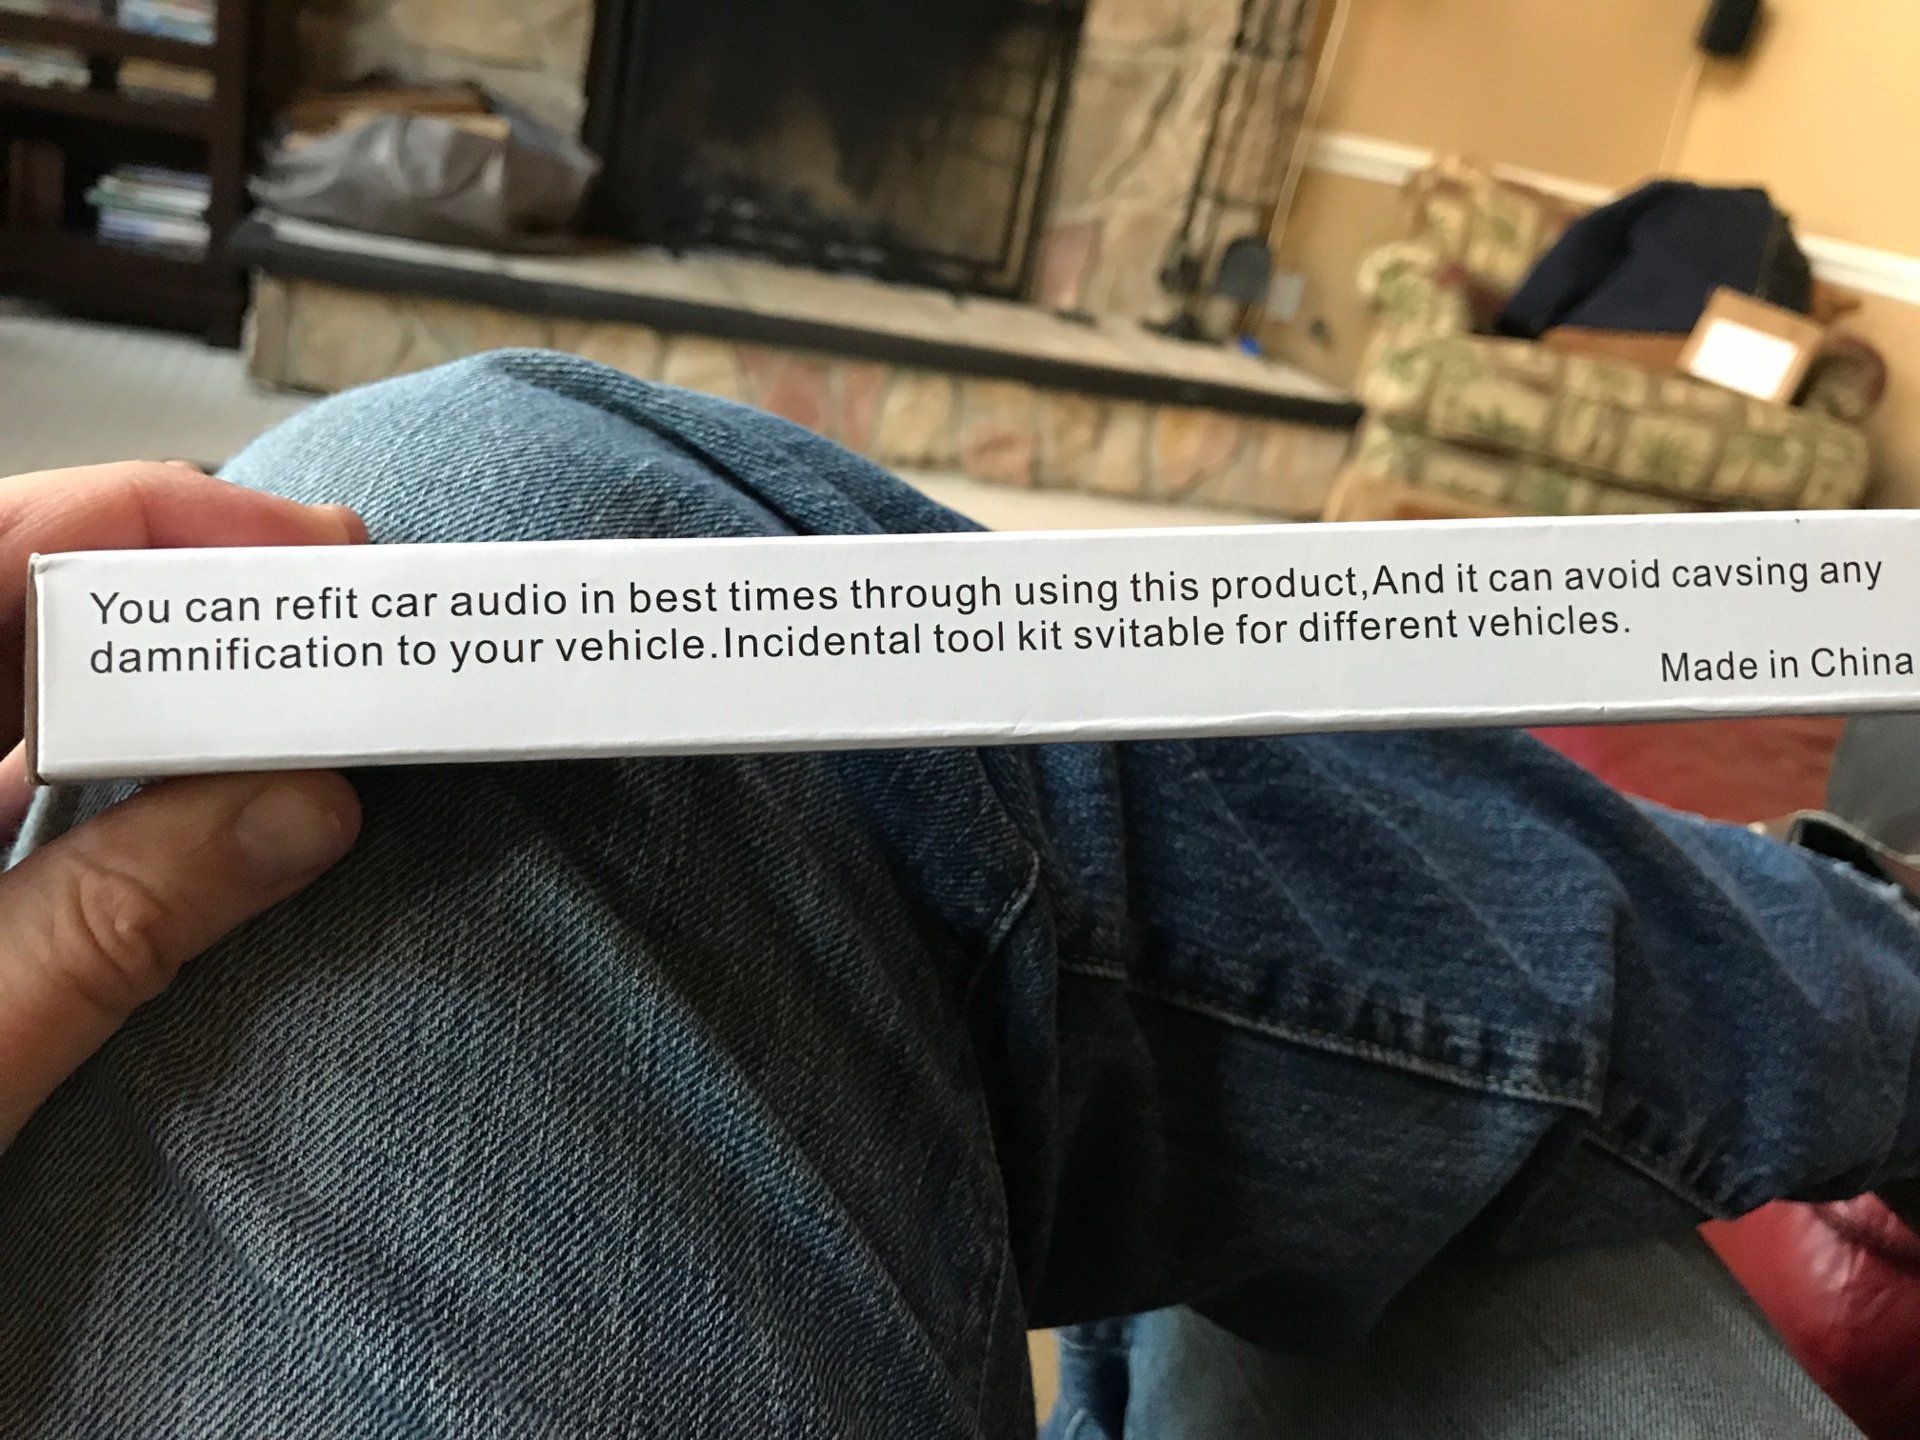 You can refit car audio in best times through using this product,And it can avoid cavsing any
damnification to your vehicle.Incidental tool kit svitable for different vehicles.
Made in China